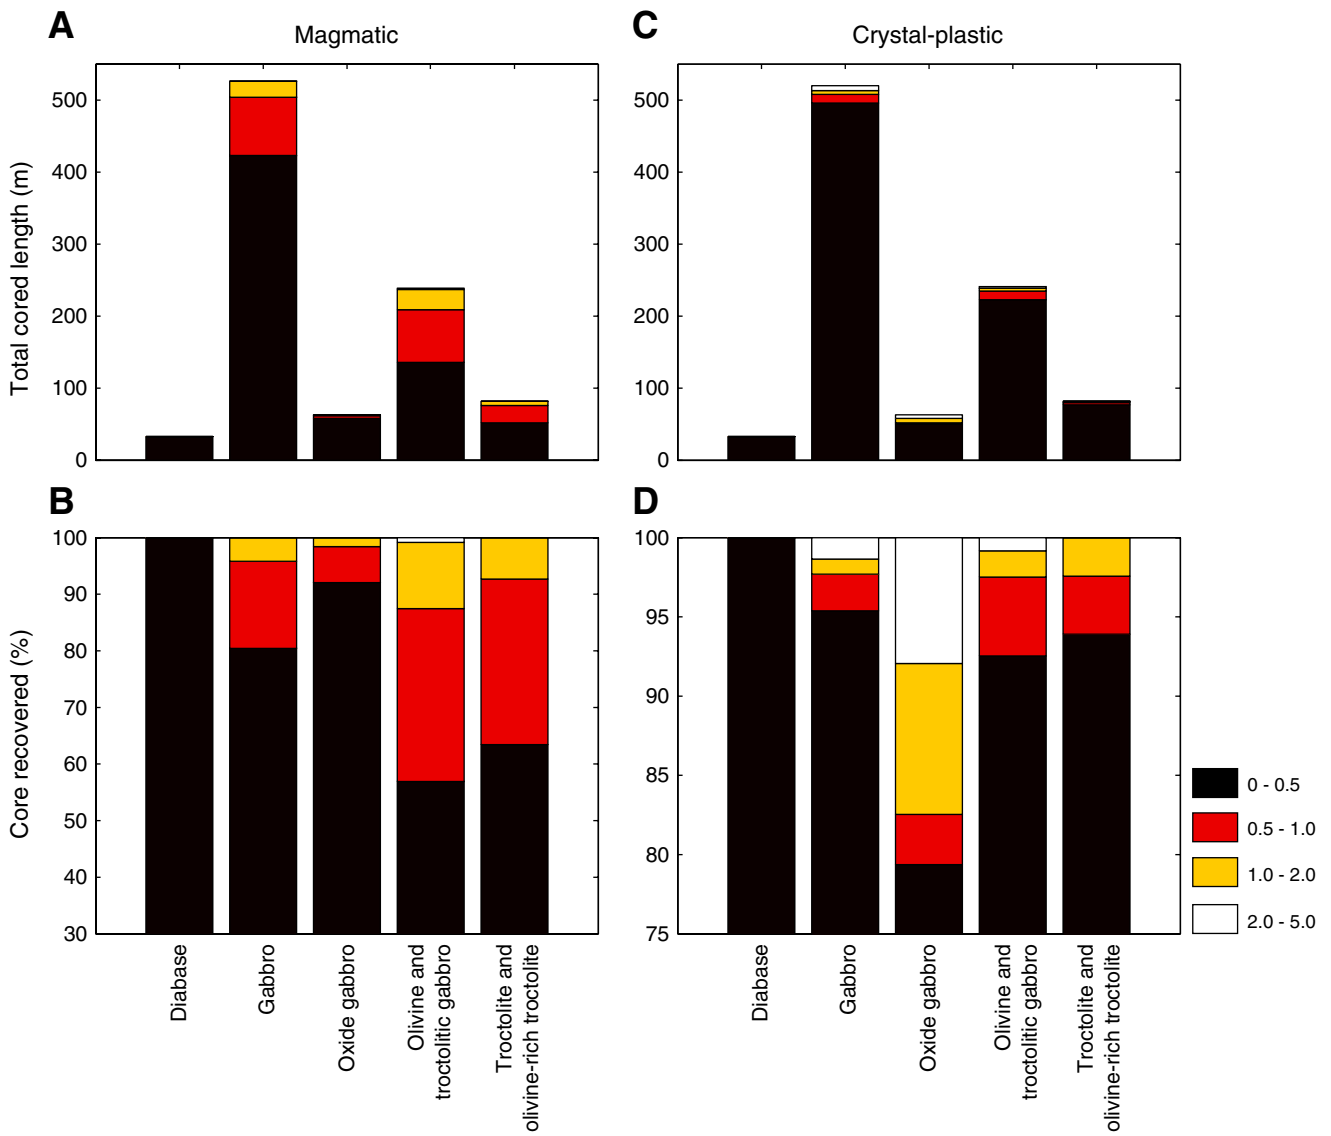 A
Magmatic
Total cored length (m)
500
400
300
200
100
0
C
Crystal-plastic
500
400
300
200
100
0
B
Core recovered (%)
100
90
80
70
60
50
40
30
Diabase
Gabbro
Oxide gabbro
Olivine and
troctolitic gabbro
Troctolite and
olivine-rich troctolite
D
100
95
90
85
80
75
Diabase
Gabbro
Oxide gabbro
Olivine and
troctolitic gabbro
Troctolite and
olivine-rich troctolite
0 - 0.5
0.5 - 1.0
1.0 - 2.0
2.0 - 5.0